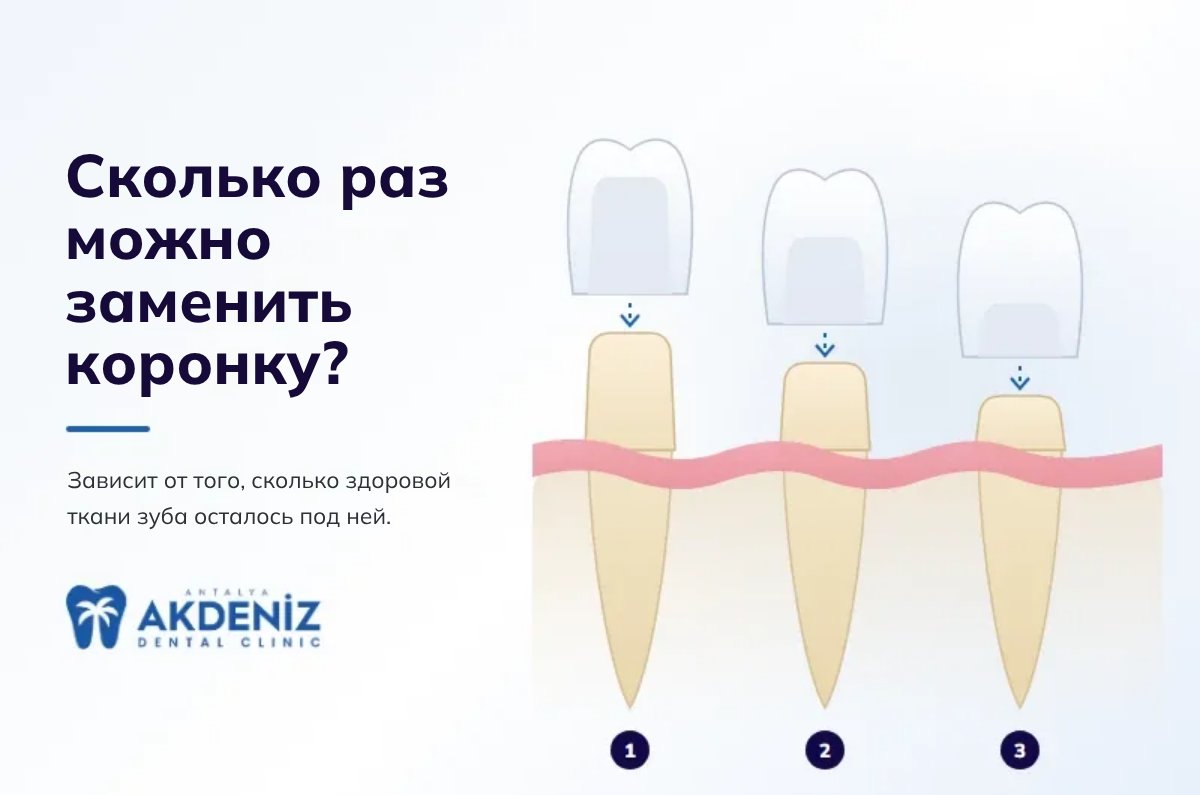 Сколько раз
можно
заменить
коронку?
Зависит от того, сколько здоровой
ткани зуба осталось под ней.
ANTALYA
AKDENİZ
DENTAL CLINIC
1
2
3